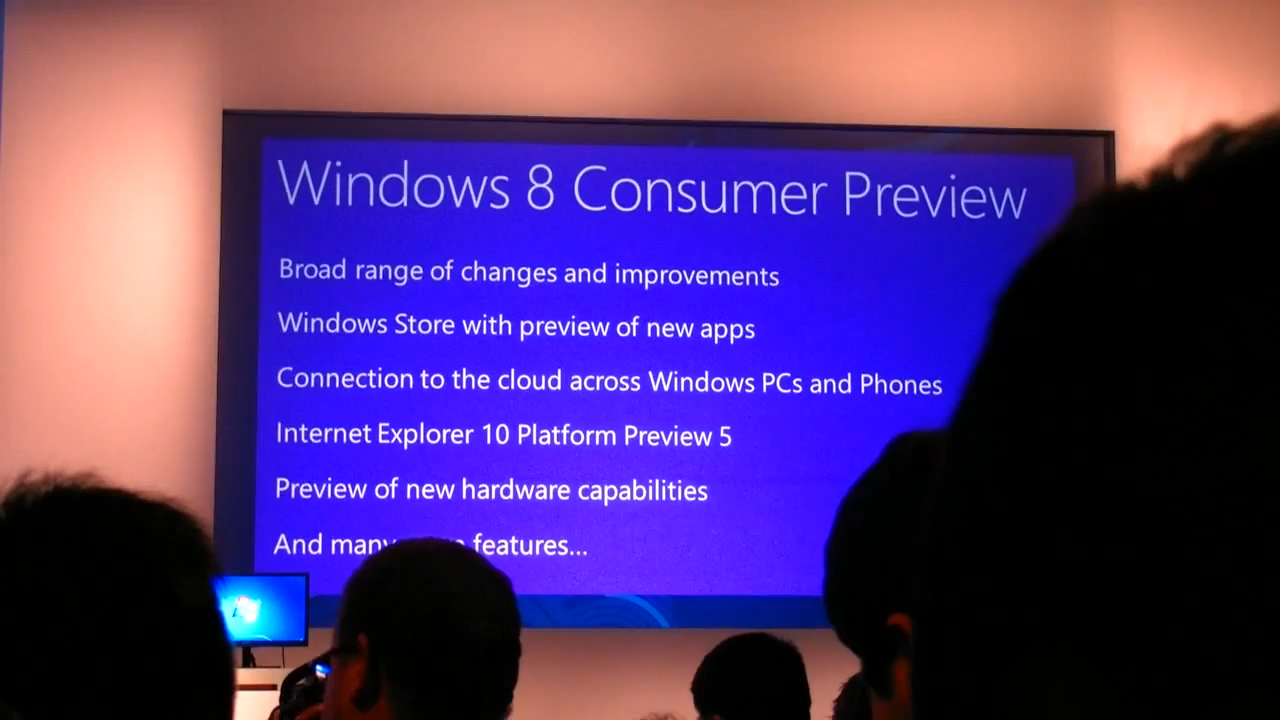 Windows 8 Consumer Preview
Broad range of changes and improvements
Windows Store with preview of new apps
Connection to the cloud across Windows PCs and Phones
Internet Explorer 10 Platform Preview 5
Preview of new hardware capabilities
And many features...